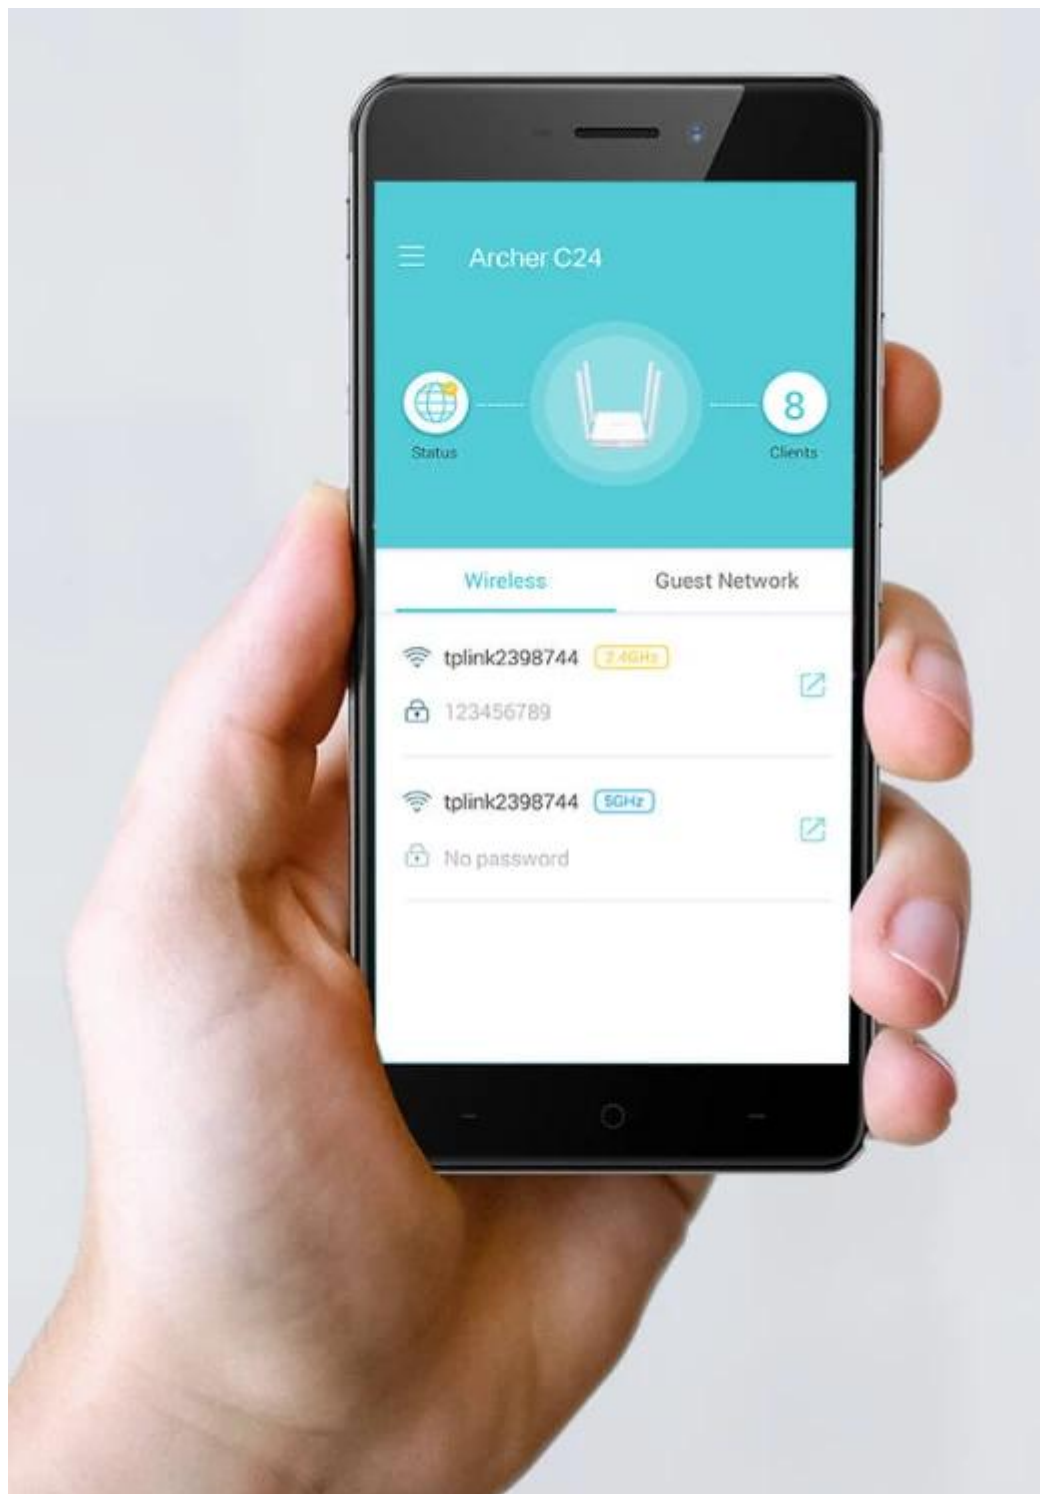 Archer C24
8
Status
Clients
Wireless
Guest Network
tplink2398744 2.4GHz
123456789
tplink2398744 5GHz
No password